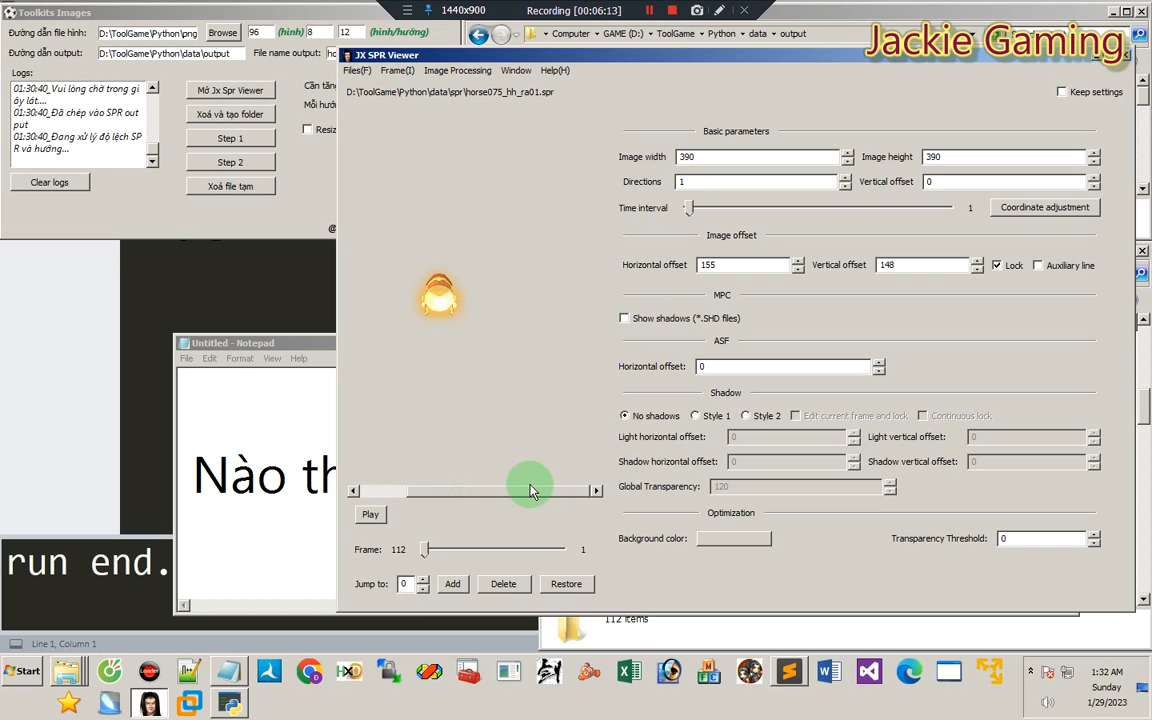 Toolkits Images
Đường dẫn file hình:
D:\ToolGame\Python\png
Browse
96
(hình)
8
12
(hình/hướng)
Đường dẫn output:
D:\ToolGame\Python\data\output
File name output:
Logs:
01:30:40_Vui lòng chờ trong gi
ây lát....
01:30:40_Đã chép vào SPR out
put
01:30:40_Đang xử lý độ lệch SP
R và hướng...
Clear logs
Mở Jx Spr Viewer
Xoá và tạo folder
Step 1
Step 2
Xoá file tạm
Cần tăn
Mỗi hướ
Resiz
1440x900
Recording [00:06:13]
Computer
GAME (D:)
ToolGame
Python
data
output
Jackie Gaming
JX SPR Viewer
Files(F)
Frame(I)
Image Processing
Window
Help(H)
D:\ToolGame\Python\data\spr\horse075_hh_ra01.spr
Keep settings
Basic parameters
Image width
390
Image height
390
Directions
1
Vertical offset
0
Time interval
1
Coordinate adjustment
Image offset
Horizontal offset
155
Vertical offset
148
Lock
Auxiliary line
MPC
Show shadows (*.SHD files)
ASF
Horizontal offset:
0
Shadow
No shadows
Style 1
Style 2
Edit current frame and lock
Continuous lock
Light horizontal offset:
0
Light vertical offset:
0
Shadow horizontal offset:
0
Shadow vertical offset:
0
Global Transparency:
120
Optimization
Background color:
Transparency Threshold:
0
Play
Frame:
112
1
Jump to:
0
Add
Delete
Restore
Untitled - Notepad
File
Edit
Format
View
Help
Nào th
run end.
Line 1, Column 1
112 items
Start
1:32 AM
Sunday
1/29/2023